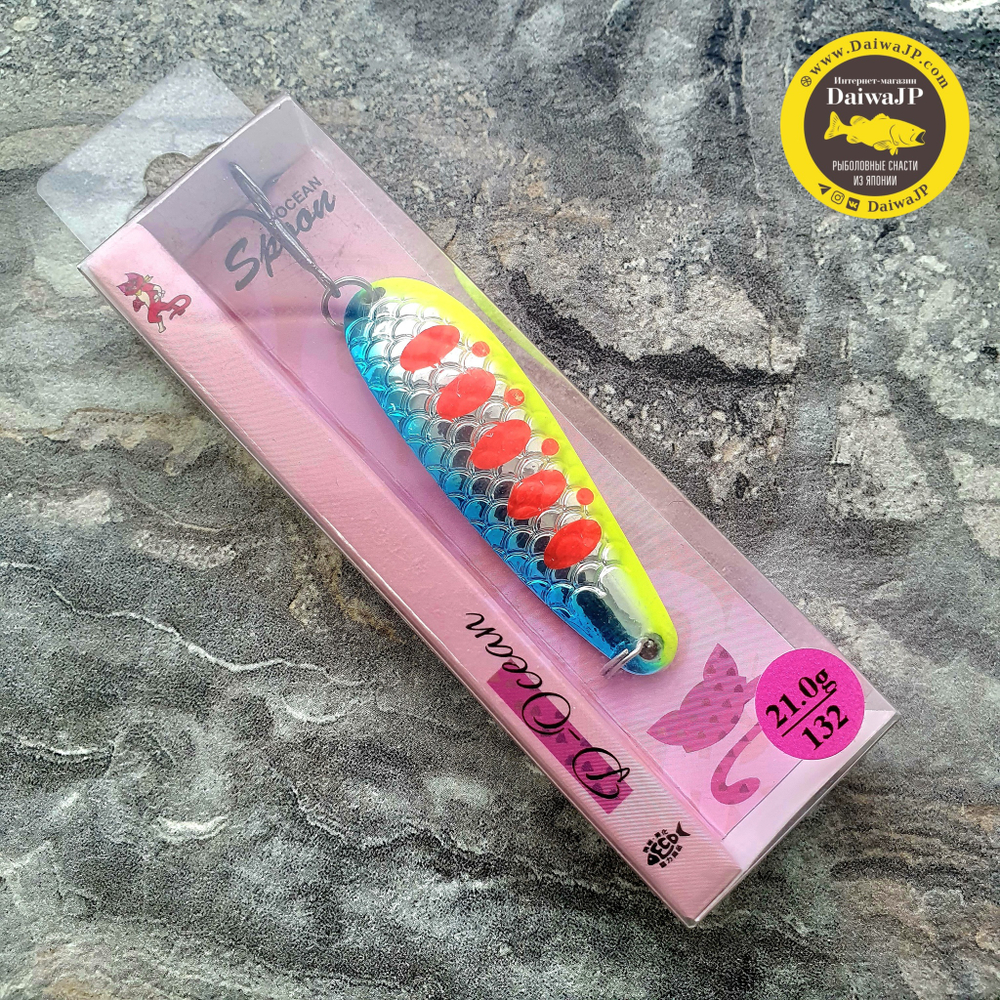 www.DaiwaJP.com
Интернет-магазин
DaiwaJP
РЫБОЛОВНЫЕ СНАСТИ
ИЗ ЯПОНИИ
DaiwaJP
OCEAN
Spoon
P-Ocean
21.0g
132